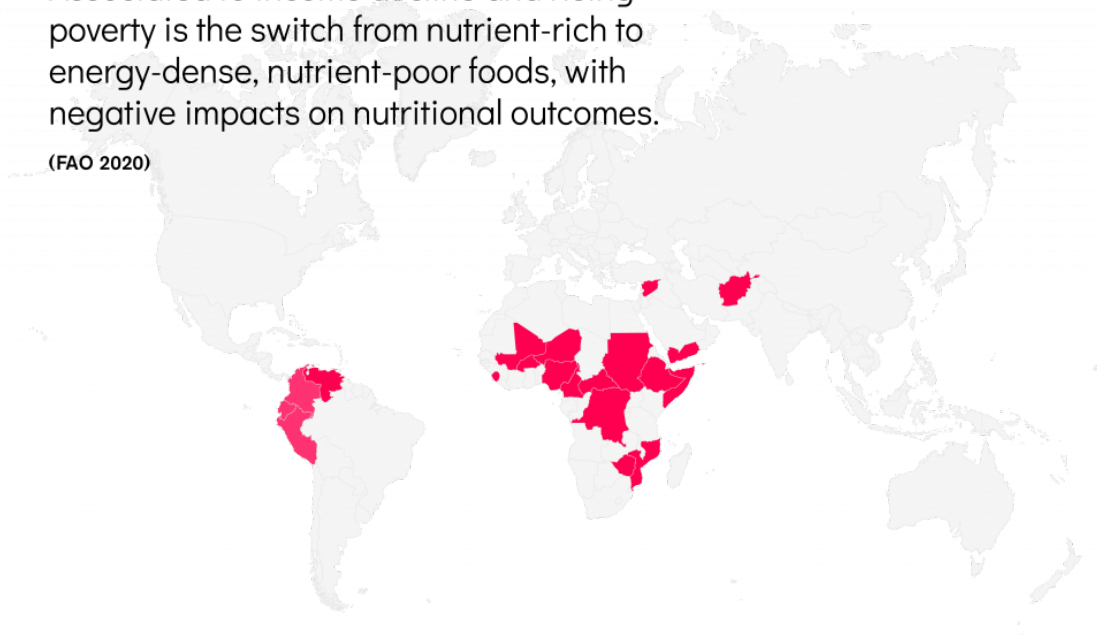 poverty is the switch from nutrient-rich to
energy-dense, nutrient-poor foods, with
negative impacts on nutritional outcomes.
(FAO 2020)